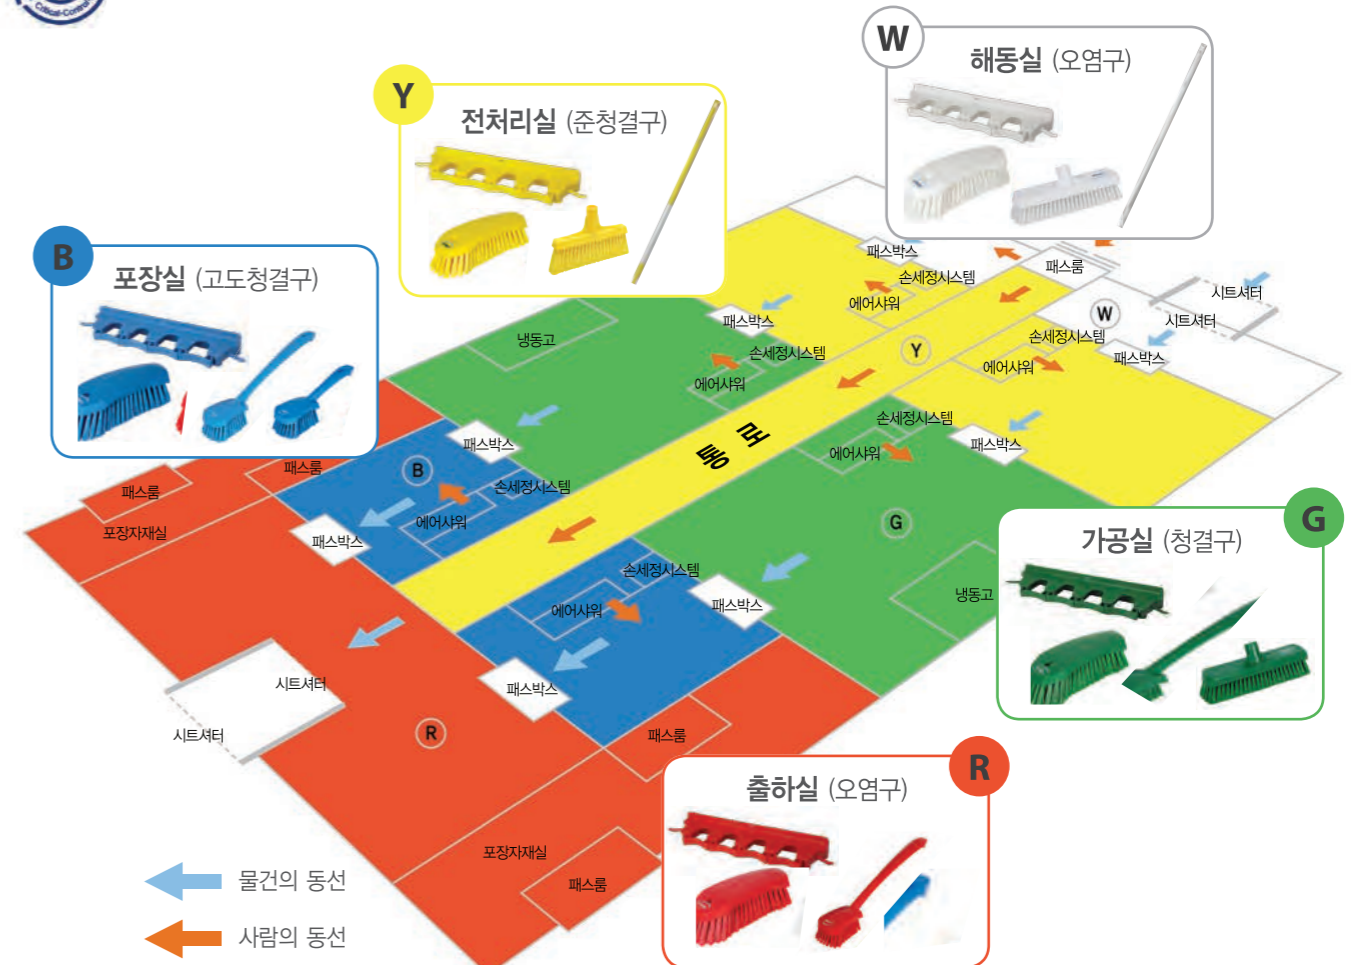 Critical-Control
W
해동실 (오염구)
Y
전처리실 (준청결구)
B
포장실 (고도청결구)
패스박스
손세정시스템
에어샤워
패스룸
시트셔터
시트셔터
W
손세정시스템
패스박스
에어샤워
냉동고
패스박스
손세정시스템
에어샤워
Y
통로
손세정시스템
에어샤워
패스박스
패스박스
B
손세정시스템
에어샤워
패스박스
패스룸
패스룸
포장자재실
G
G
가공실 (청결구)
냉동고
손세정시스템
에어샤워
패스박스
패스박스
시트셔터
시트셔터
R
패스룸
R
출하실 (오염구)
포장자재실
패스룸
물건의 동선
사람의 동선